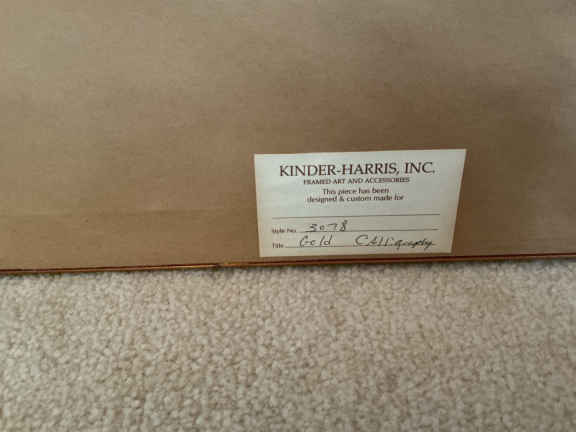 KINDER-HARRIS, INC.
FRAMED ART AND ACCESSORIES
This piece has been
designed & custom made for
Style No. 3078
Title Gold Calligraphy